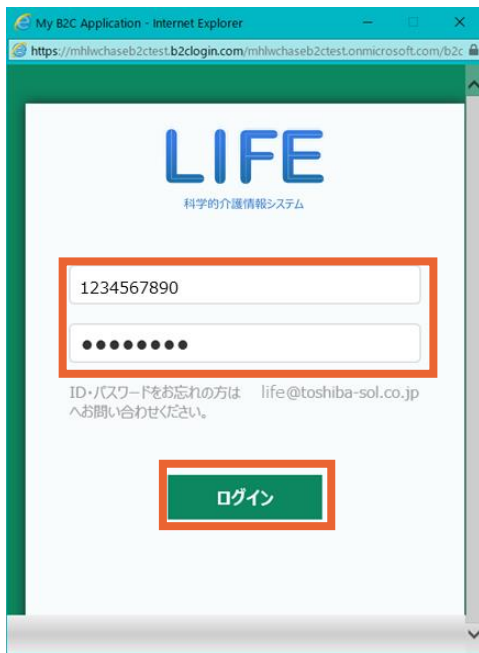 My B2C Application - Internet Explorer
https://mhlwchaseb2ctest.b2clogin.com/mhlwchaseb2ctest.onmicrosoft.com/b2c
LIFE
科学的介護情報システム
1234567890
●●●●●●●●
ID・パスワードをお忘れの方は life@toshiba-sol.co.jp
へお問い合わせください。
ログイン